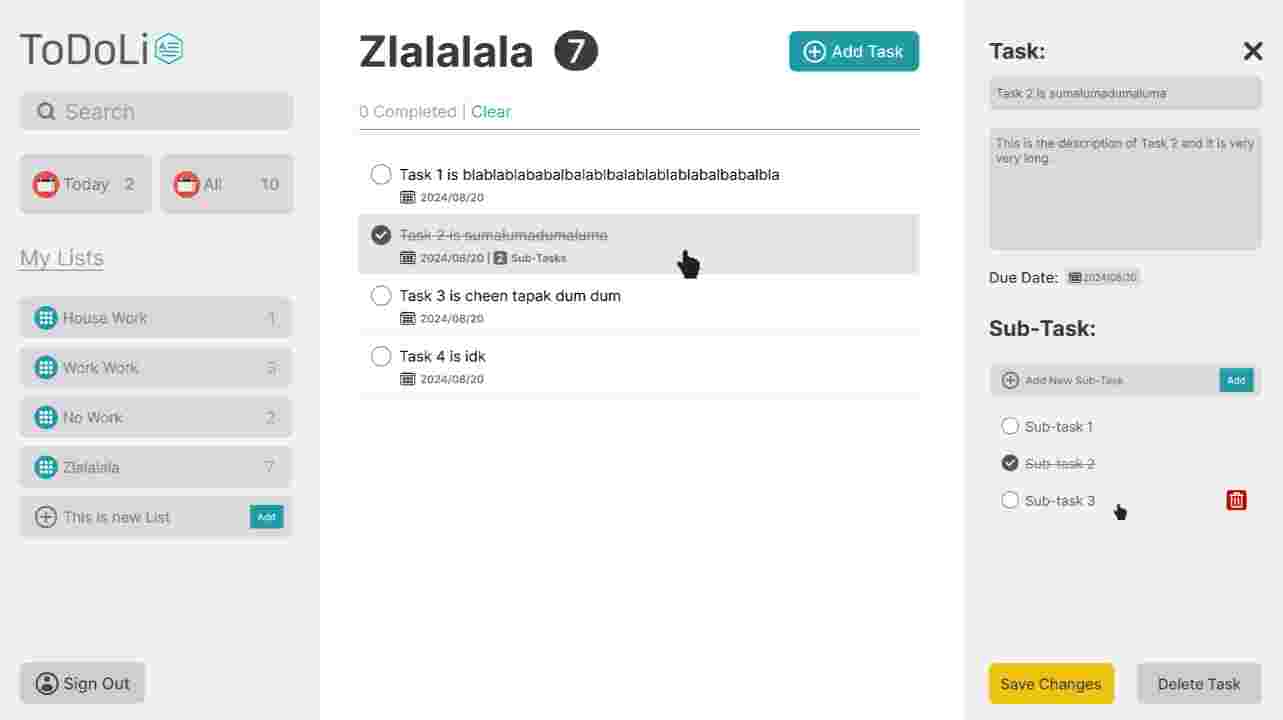 ToDoLi
Search
Today 2
All 10
My Lists
House Work 1
Work Work 3
No Work 2
Zlalalala 7
This is new List Add
Sign Out
Zlalalala 7
Add Task
0 Completed | Clear
Task 1 is blablablababalbalablbalablablablablabalbabalbla
2024/08/20
Task 2 is sumalumadumaluma
2024/08/20 | 2 Sub-Tasks
Task 3 is cheen tapak dum dum
2024/08/20
Task 4 is idk
2024/08/20
Task:
Task 2 is sumalumadumaluma
This is the description of Task 2 and it is very
very long.
Due Date: 2024/08/20
Sub-Task:
Add New Sub-Task Add
Sub-task 1
Sub-task 2
Sub-task 3
Save Changes
Delete Task